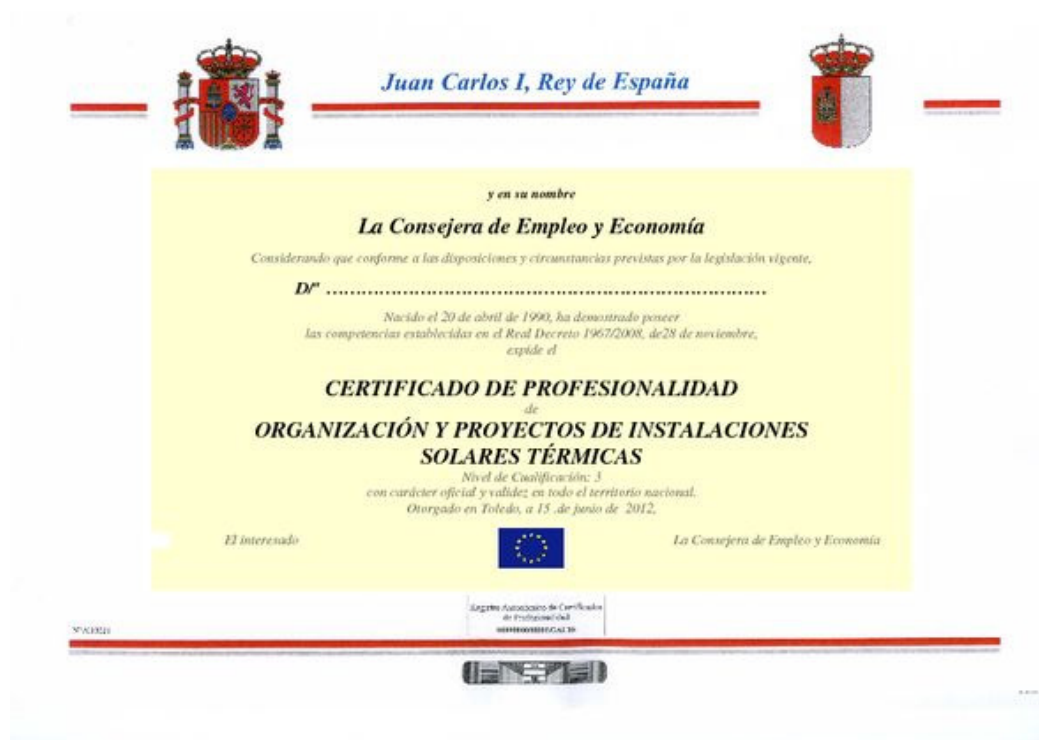 Juan Carlos I, Rey de España
y en su nombre
La Consejera de Empleo y Economía
Considerando que conforme a las disposiciones y circunstancias previstas por la legislación vigente,
D/ª ...........................................................................
Nacido el 20 de abril de 1990, ha demostrado poseer
las competencias establecidas en el Real Decreto 1967/2008, de28 de noviembre,
expide el
CERTIFICADO DE PROFESIONALIDAD
de
ORGANIZACIÓN Y PROYECTOS DE INSTALACIONES
SOLARES TÉRMICAS
Nivel de Cualificación: 3
con carácter oficial y validez en todo el territorio nacional.
Otorgado en Toledo, a 15 .de junio de 2012,
El interesado
La Consejera de Empleo y Economía
Registro Autonómico de Certificados
de Profesionalidad